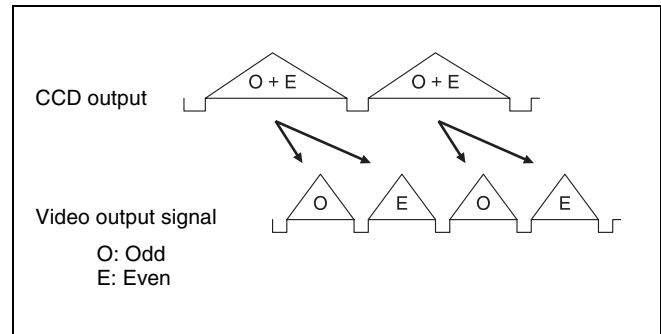 O + E
O + E
CCD output
O
E
O
E
Video output signal
O: Odd
E: Even